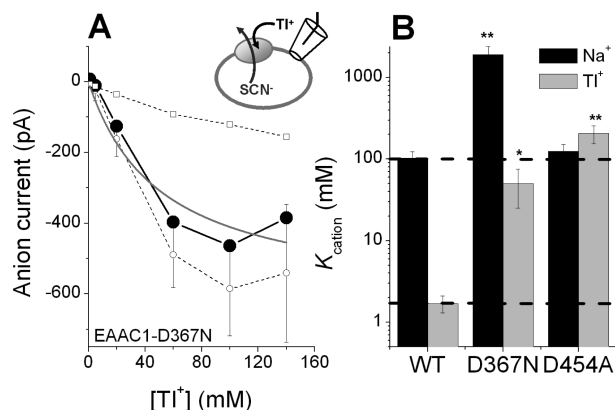 A
Tl⁺
SCN⁻
0
-200
-400
-600
Anion current (pA)
EAAC1-D367N
0 40 80 120 160
[Tl⁺] (mM)
B
Na⁺
Tl⁺
**
*
**
1000
100
10
1
K cation (mM)
WT D367N D454A